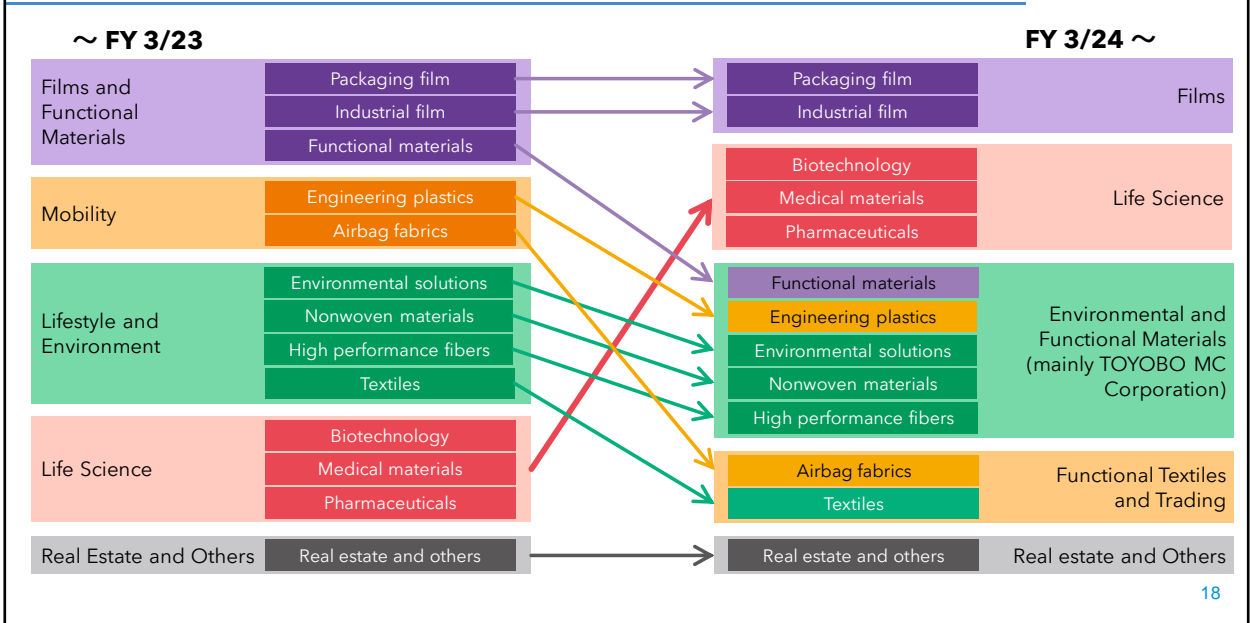 ～ FY 3/23
Films and
Functional
Materials
Packaging film
Industrial film
Functional materials
Mobility
Engineering plastics
Airbag fabrics
Lifestyle and
Environment
Environmental solutions
Nonwoven materials
High performance fibers
Textiles
Life Science
Biotechnology
Medical materials
Pharmaceuticals
Real Estate and Others
Real estate and others
FY 3/24 ～
Packaging film
Industrial film
Films
Biotechnology
Medical materials
Pharmaceuticals
Life Science
Functional materials
Engineering plastics
Environmental solutions
Nonwoven materials
High performance fibers
Environmental and
Functional Materials
(mainly TOYOBO MC
Corporation)
Airbag fabrics
Textiles
Functional Textiles
and Trading
Real estate and others
Real estate and Others
18